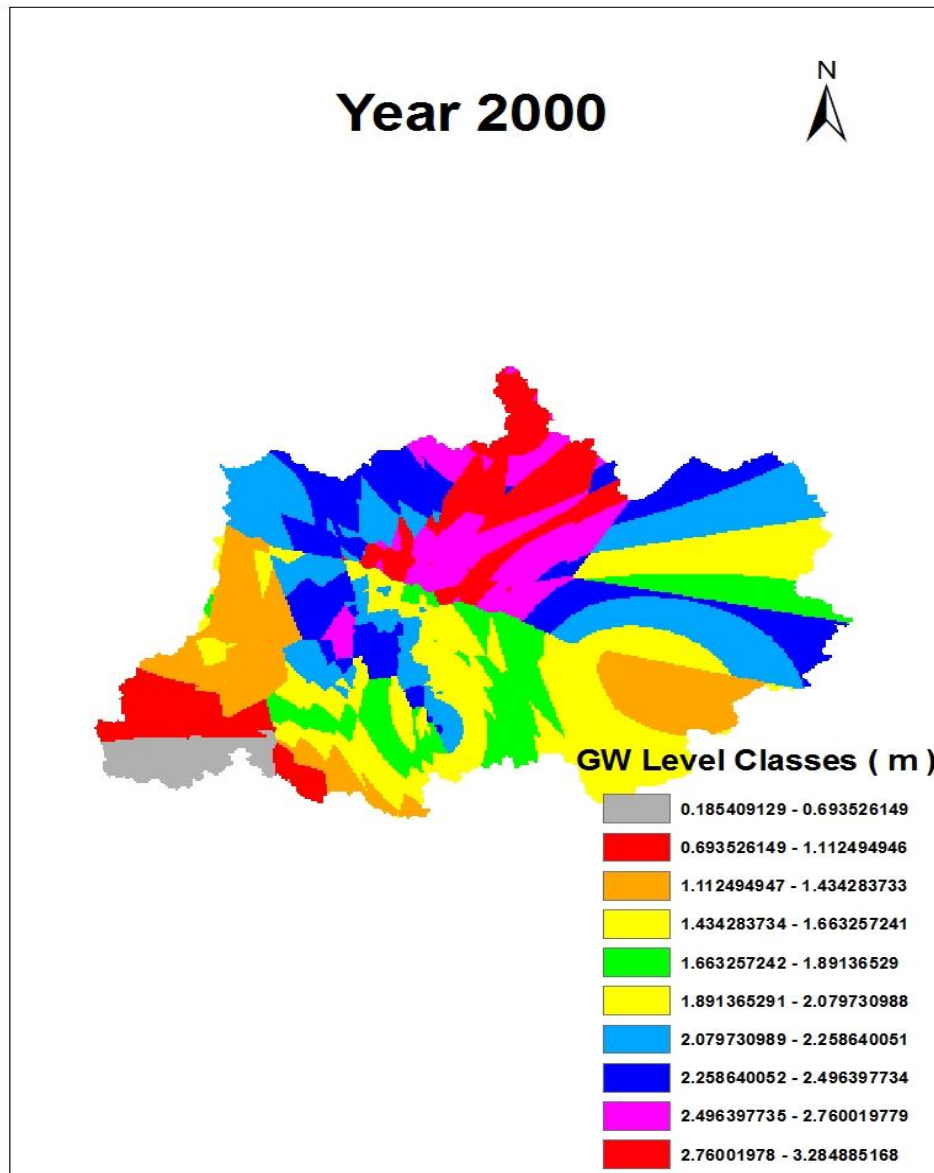 N
Year 2000
GW Level Classes ( m )
0.185409129 - 0.693526149
0.693526149 - 1.112494946
1.112494947 - 1.434283733
1.434283734 - 1.663257241
1.663257242 - 1.89136529
1.891365291 - 2.079730988
2.079730989 - 2.258640051
2.258640052 - 2.496397734
2.496397735 - 2.760019779
2.76001978 - 3.284885168